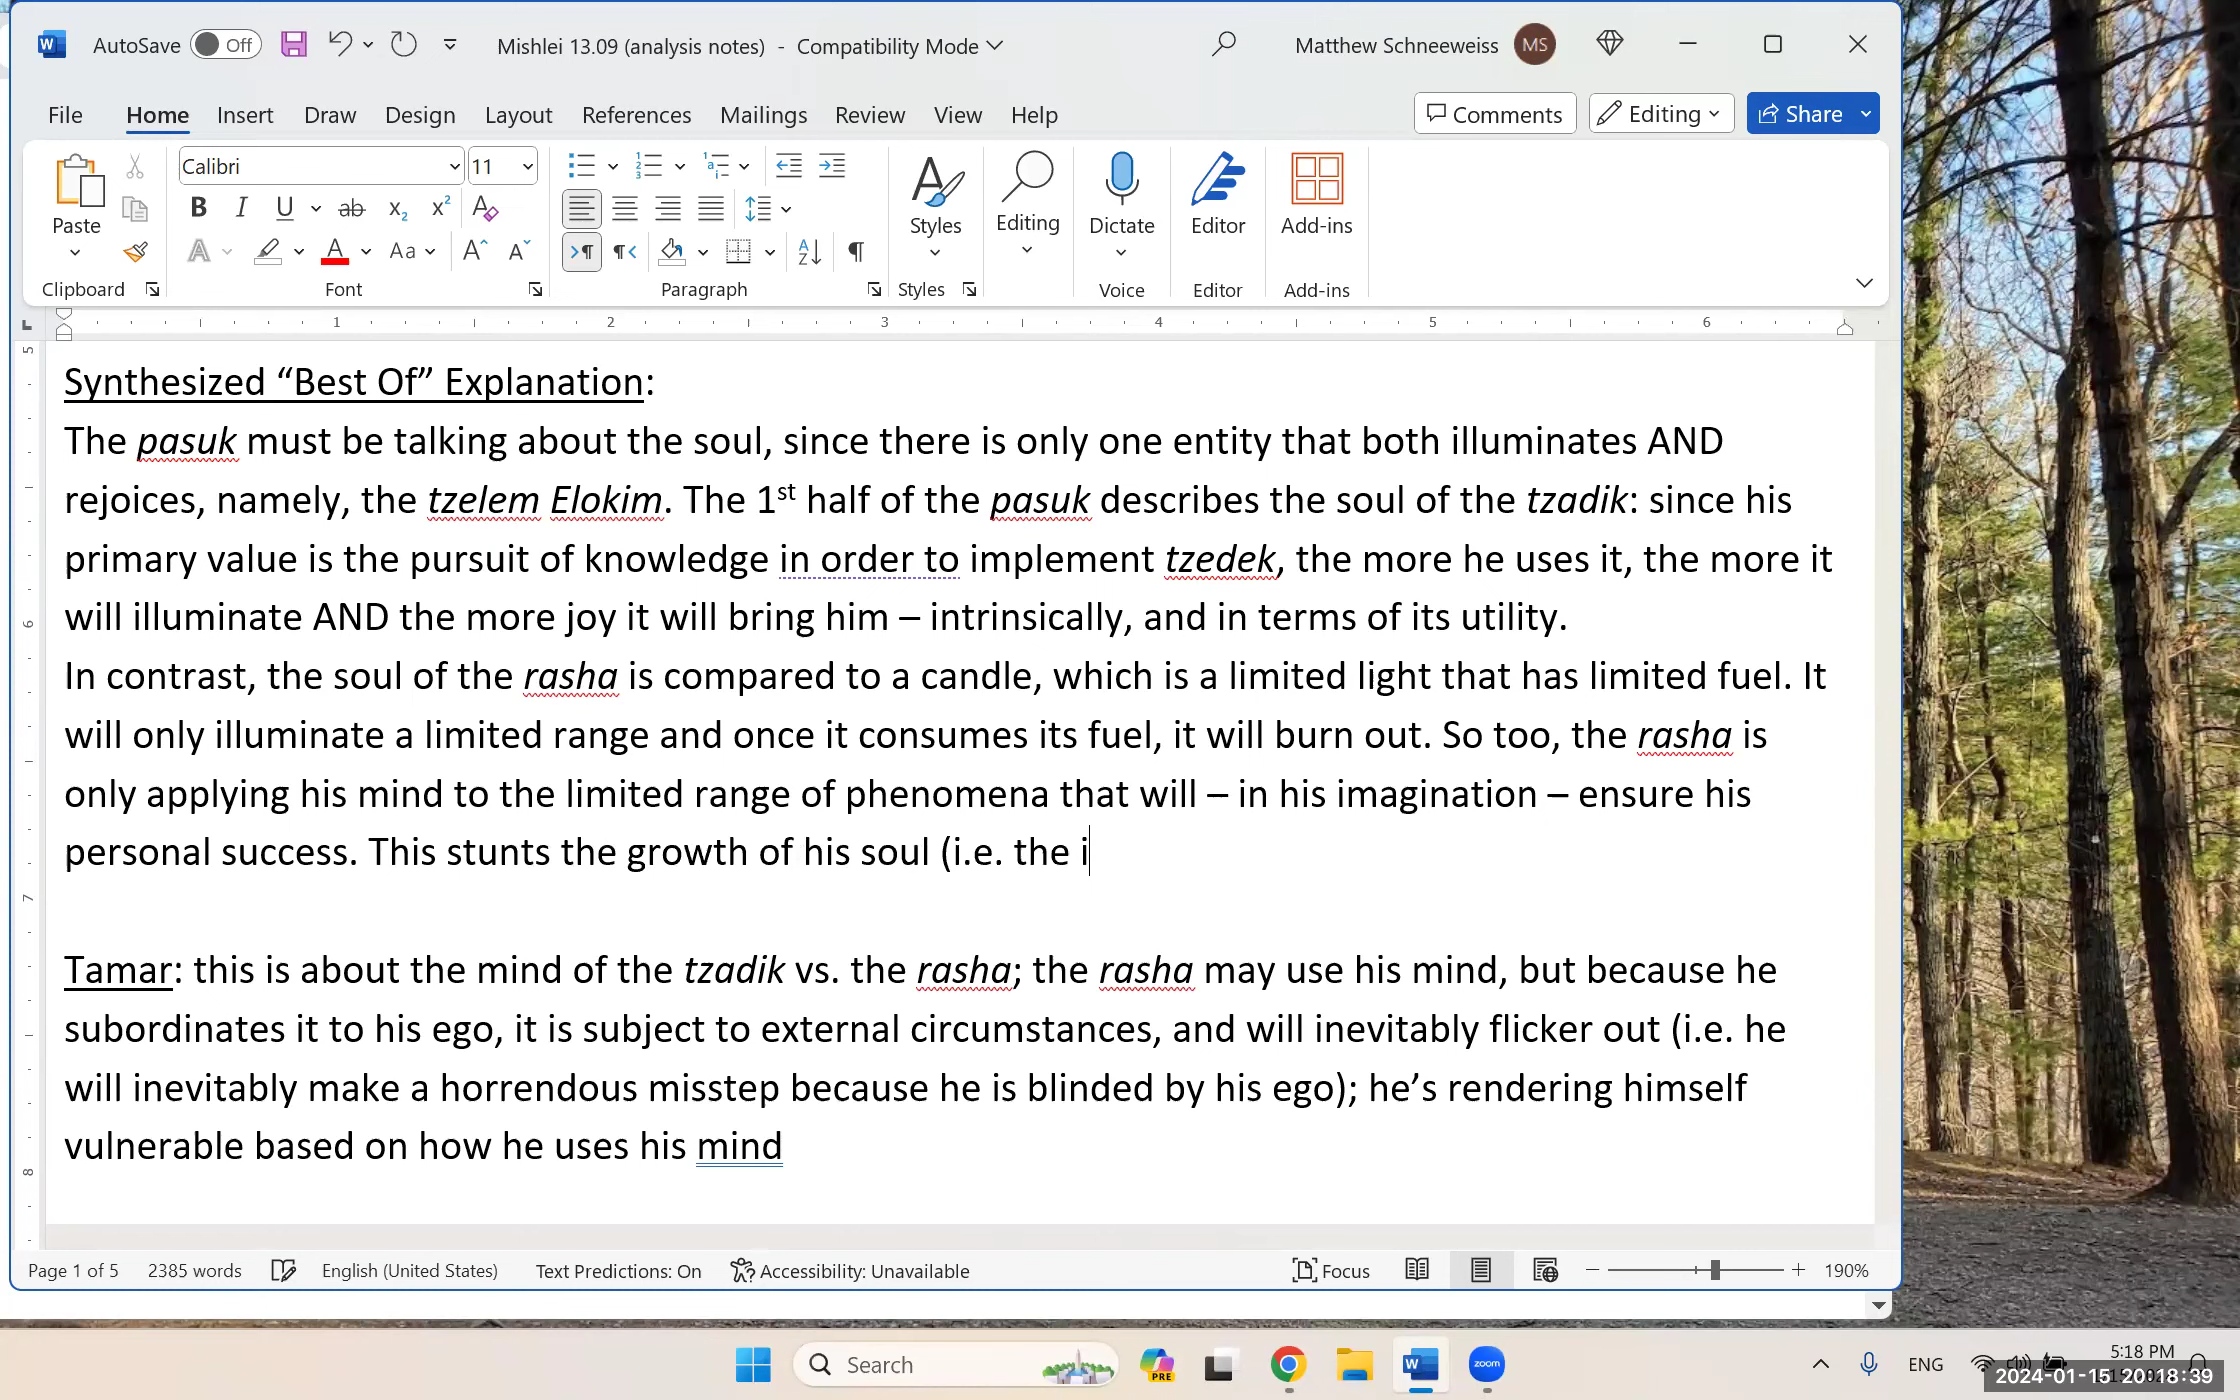 AutoSave Off Mishlei 13.09 (analysis notes) - Compatibility Mode Matthew Schneeweiss MS
File Home Insert Draw Design Layout References Mailings Review View Help Comments Editing Share
Calibri 11
Paste Styles Editing Dictate Editor Add-ins
Clipboard Font Paragraph Styles Voice Editor Add-ins
1 2 3 4 5 6
Synthesized “Best Of” Explanation:
The pasuk must be talking about the soul, since there is only one entity that both illuminates AND
rejoices, namely, the tzelem Elokim. The 1st half of the pasuk describes the soul of the tzadik: since his
primary value is the pursuit of knowledge in order to implement tzedek, the more he uses it, the more it
will illuminate AND the more joy it will bring him – intrinsically, and in terms of its utility.
In contrast, the soul of the rasha is compared to a candle, which is a limited light that has limited fuel. It
will only illuminate a limited range and once it consumes its fuel, it will burn out. So too, the rasha is
only applying his mind to the limited range of phenomena that will – in his imagination – ensure his
personal success. This stunts the growth of his soul (i.e. the i
Tamar: this is about the mind of the tzadik vs. the rasha; the rasha may use his mind, but because he
subordinates it to his ego, it is subject to external circumstances, and will inevitably flicker out (i.e. he
will inevitably make a horrendous misstep because he is blinded by his ego); he’s rendering himself
vulnerable based on how he uses his mind
5
6
7
8
Page 1 of 5 2385 words English (United States) Text Predictions: On Accessibility: Unavailable Focus 190%
Search PRE zoom ENG 5:18 PM
2024-01-15 20:18:39